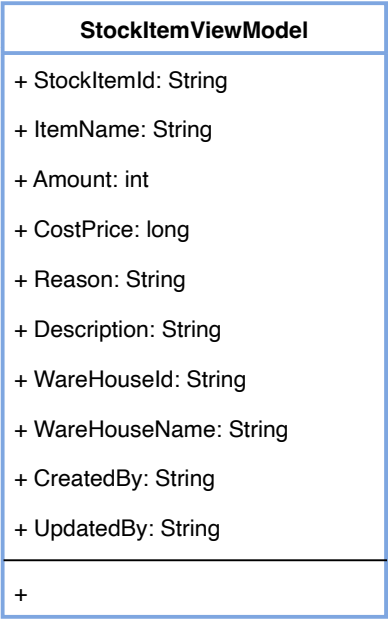 StockItemViewModel
+ StockItemId: String
+ ItemName: String
+ Amount: int
+ CostPrice: long
+ Reason: String
+ Description: String
+ WareHouseId: String
+ WareHouseName: String
+ CreatedBy: String
+ UpdatedBy: String
+